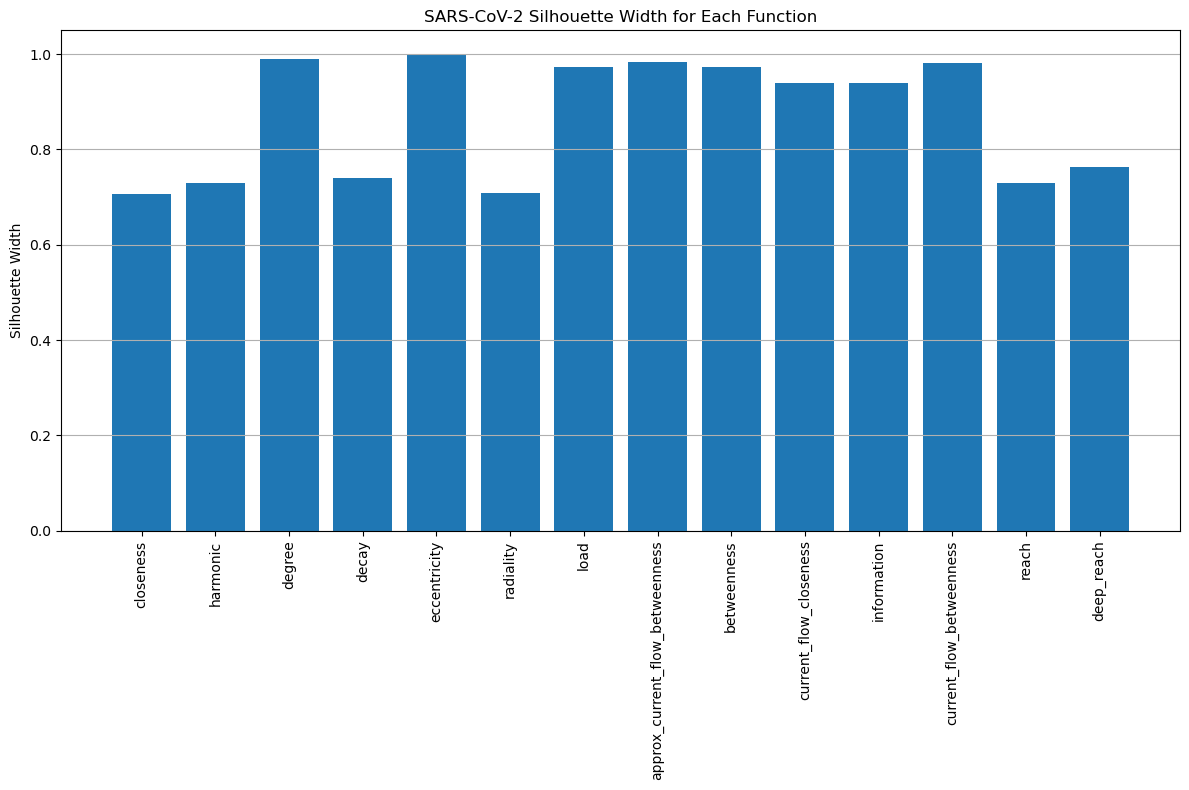 SARS-CoV-2 Silhouette Width for Each Function
Silhouette Width
1.0
0.8
0.6
0.4
0.2
0.0
closeness
harmonic
degree
decay
eccentricity
radiality
load
approx_current_flow_betweenness
betweenness
current_flow_closeness
information
current_flow_betweenness
reach
deep_reach